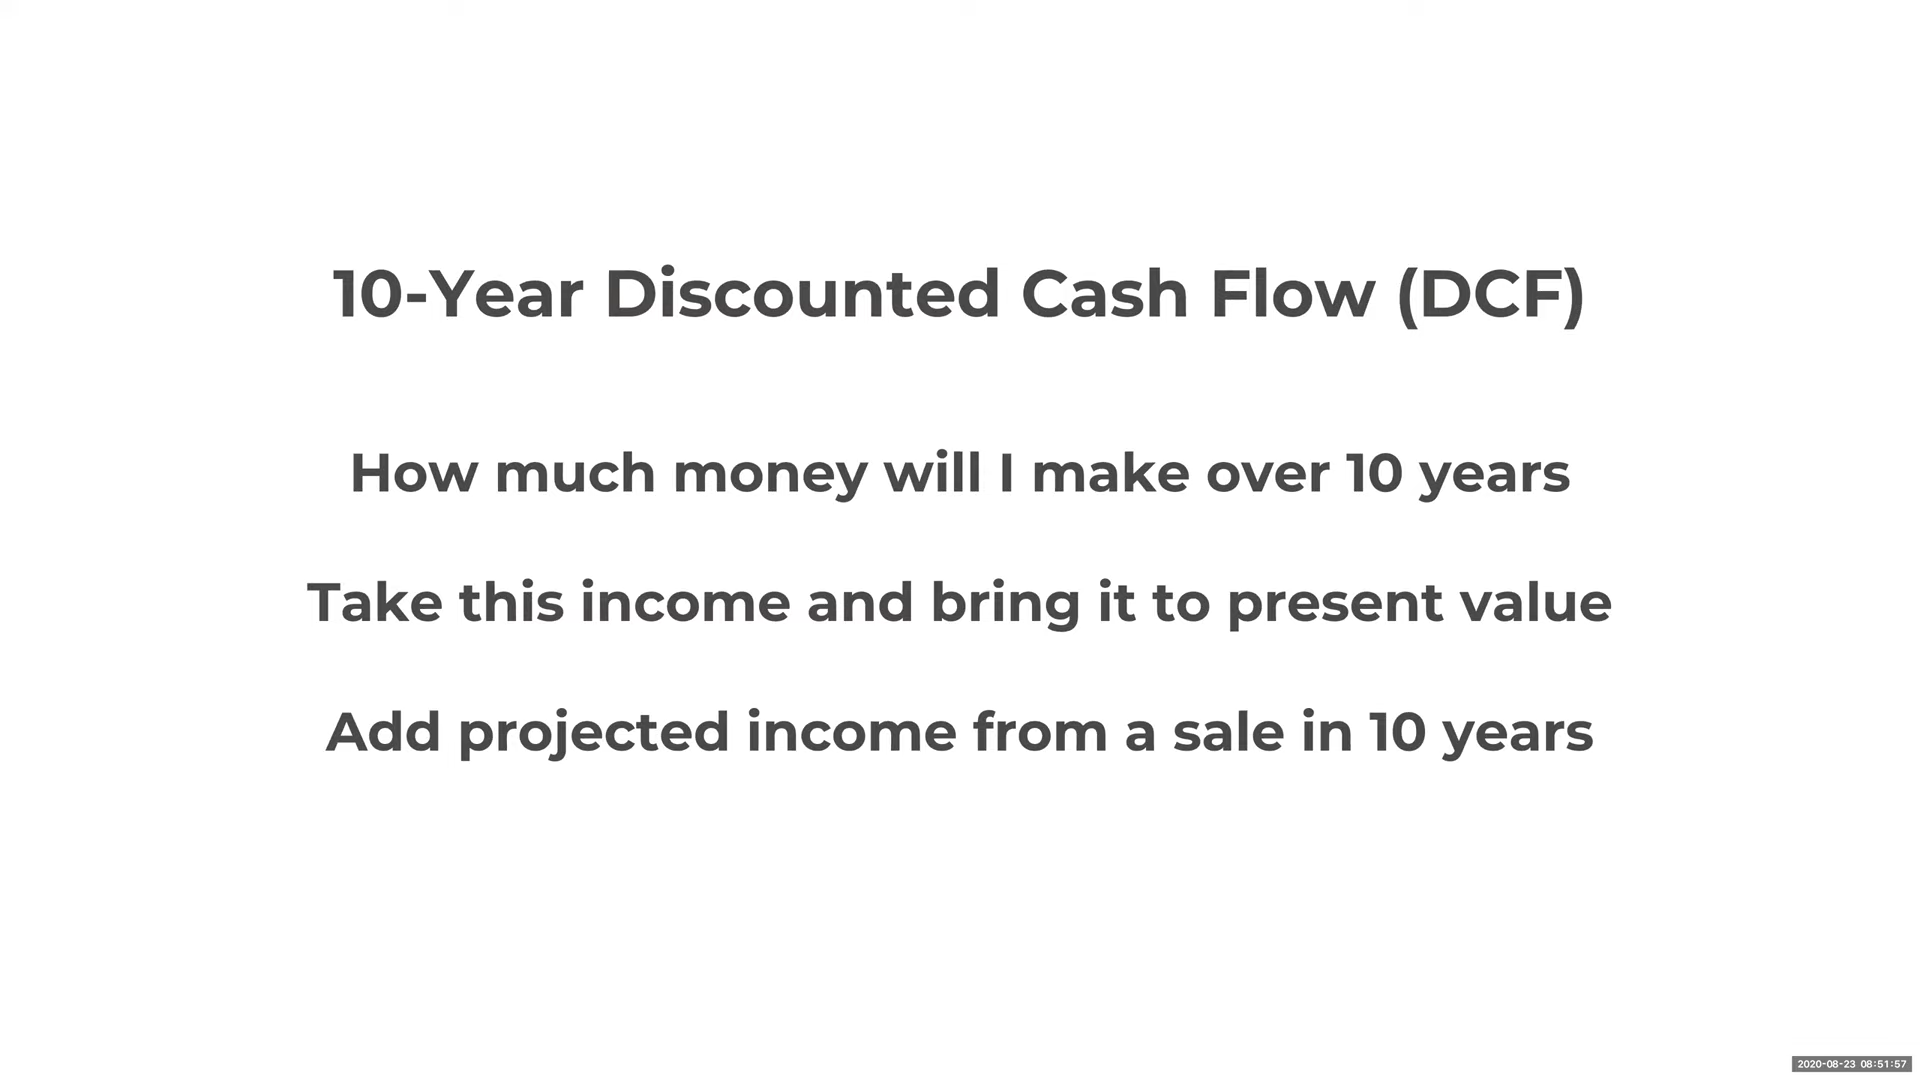 10-Year Discounted Cash Flow (DCF)
How much money will I make over 10 years
Take this income and bring it to present value
Add projected income from a sale in 10 years
2020-08-23 08:51:57